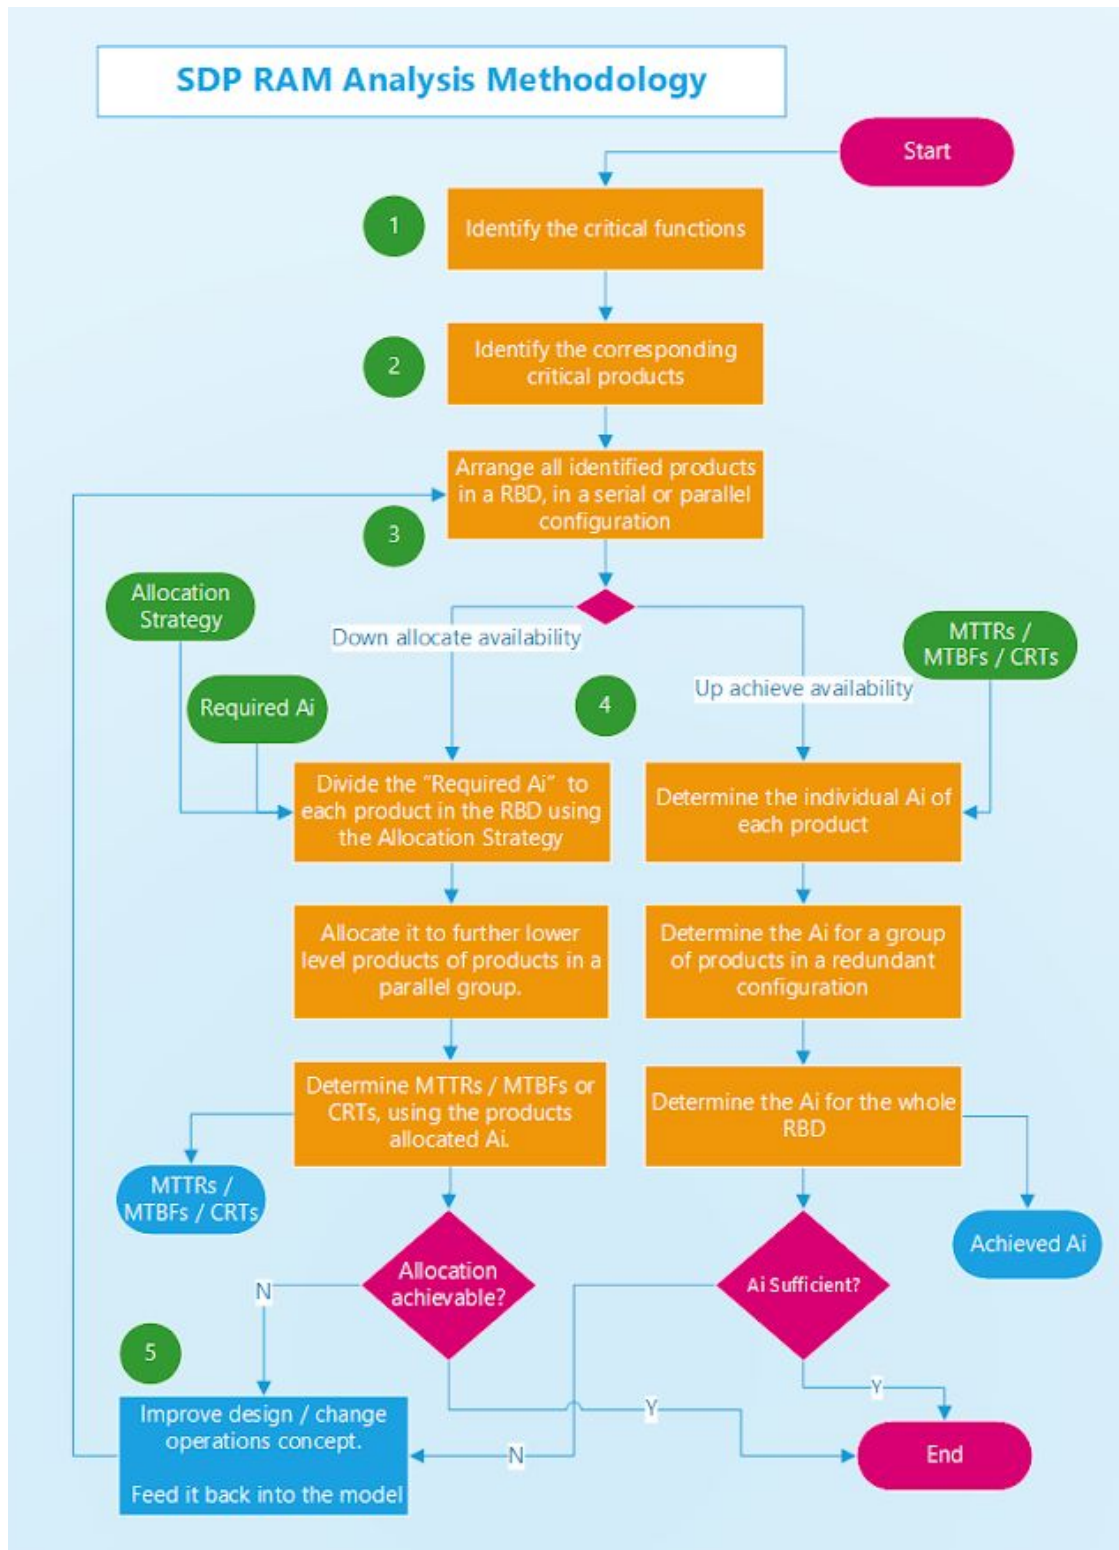 SDP RAM Analysis Methodology
Start
1
Identify the critical functions
2
Identify the corresponding
critical products
Arrange all identified products
in a RBD, in a serial or parallel
configuration
3
Allocation
Strategy
Down allocate availability
MTTRs /
MTBFs / CRTs
Required Ai
4
Up achieve availability
Divide the “Required Ai”  to
each product in the RBD using
the Allocation Strategy
Determine the individual Ai of
each product
Allocate it to further lower
level products of products in a
parallel group.
Determine the Ai for a group
of products in a redundant
configuration
Determine MTTRs / MTBFs or
CRTs, using the products
allocated Ai.
Determine the Ai for the whole
RBD
MTTRs /
MTBFs / CRTs
Achieved Ai
Allocation
achievable?
Ai Sufficient?
N
5
Y
Y
Improve design / change
operations concept.
Feed it back into the model
N
End